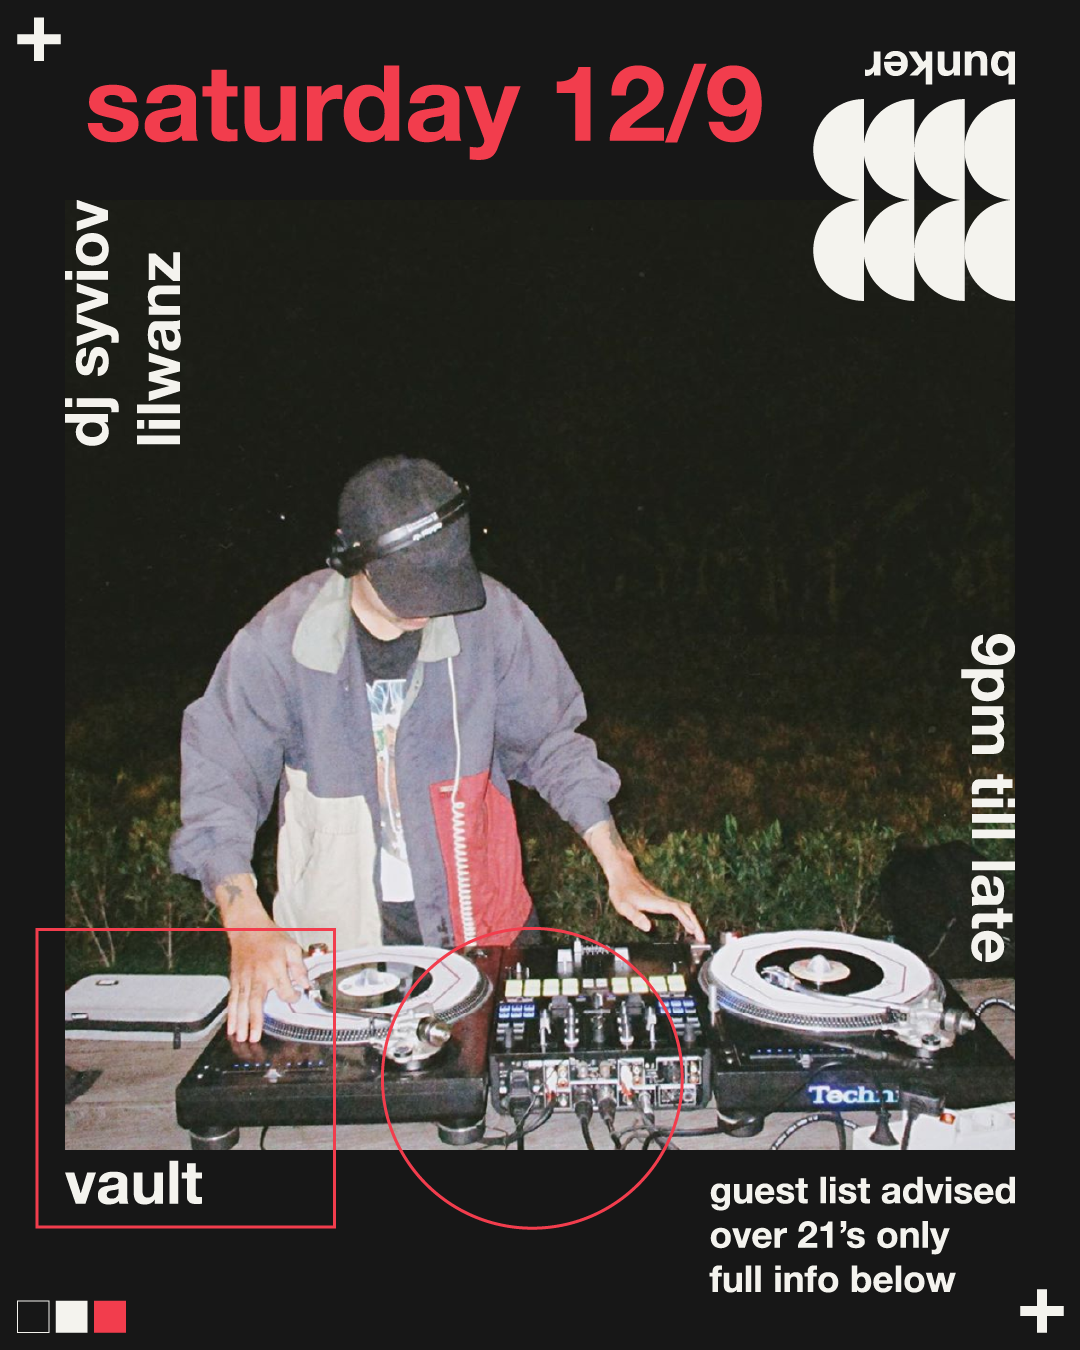 saturday 12/9
bunker
dj syviov
lilwanz
9pm till late
Techni
vault
guest list advised
over 21’s only
full info below